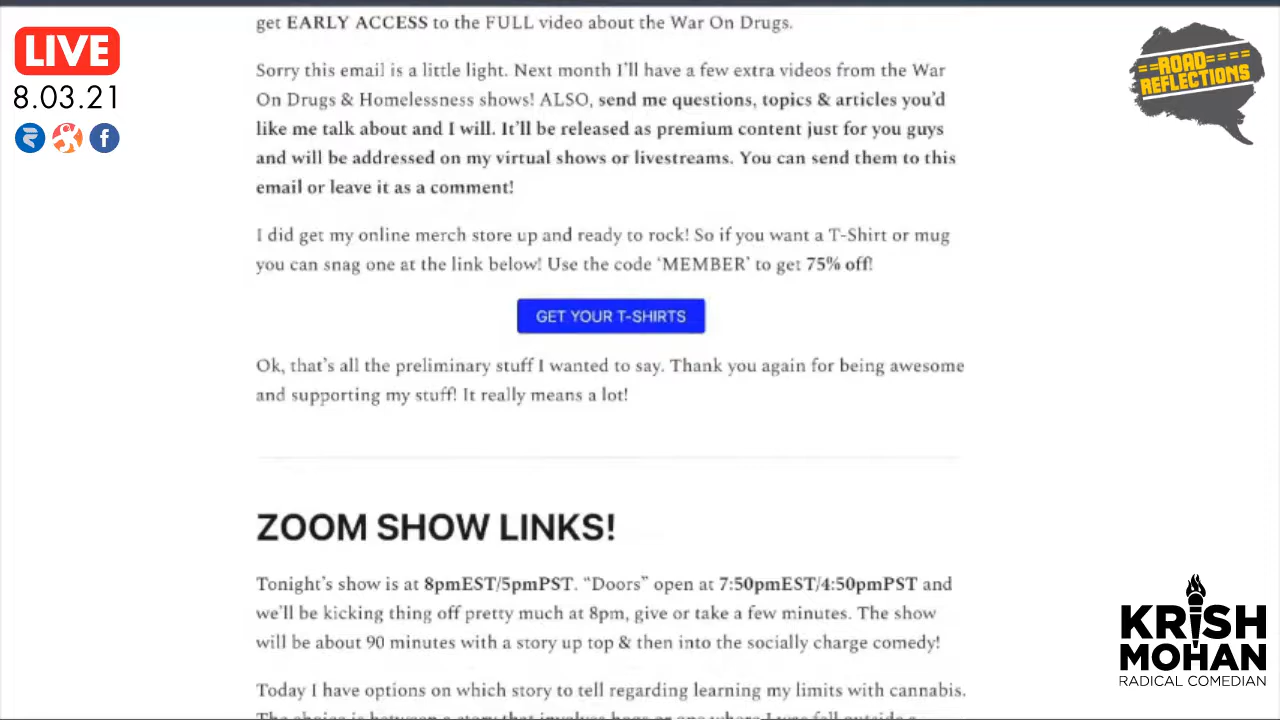 get EARLY ACCESS to the FULL video about the War On Drugs.
LIVE
8.03.21
==ROAD====
==REFLECTIONS
Sorry this email is a little light. Next month I'll have a few extra videos from the War
On Drugs & Homelessness shows! ALSO, send me questions, topics & articles you'd
like me talk about and I will. It'll be released as premium content just for you guys
and will be addressed on my virtual shows or livestreams. You can send them to this
email or leave it as a comment!
I did get my online merch store up and ready to rock! So if you want a T-Shirt or mug
you can snag one at the link below! Use the code ‘MEMBER’ to get 75% off!
GET YOUR T-SHIRTS
Ok, that's all the preliminary stuff I wanted to say. Thank you again for being awesome
and supporting my stuff! It really means a lot!
ZOOM SHOW LINKS!
Tonight's show is at 8pmEST/5pmPST. “Doors” open at 7:50pmEST/4:50pmPST and
we'll be kicking thing off pretty much at 8pm, give or take a few minutes. The show
will be about 90 minutes with a story up top & then into the socially charge comedy!
Today I have options on which story to tell regarding learning my limits with cannabis.
KRISH
MOHAN
RADICAL COMEDIAN